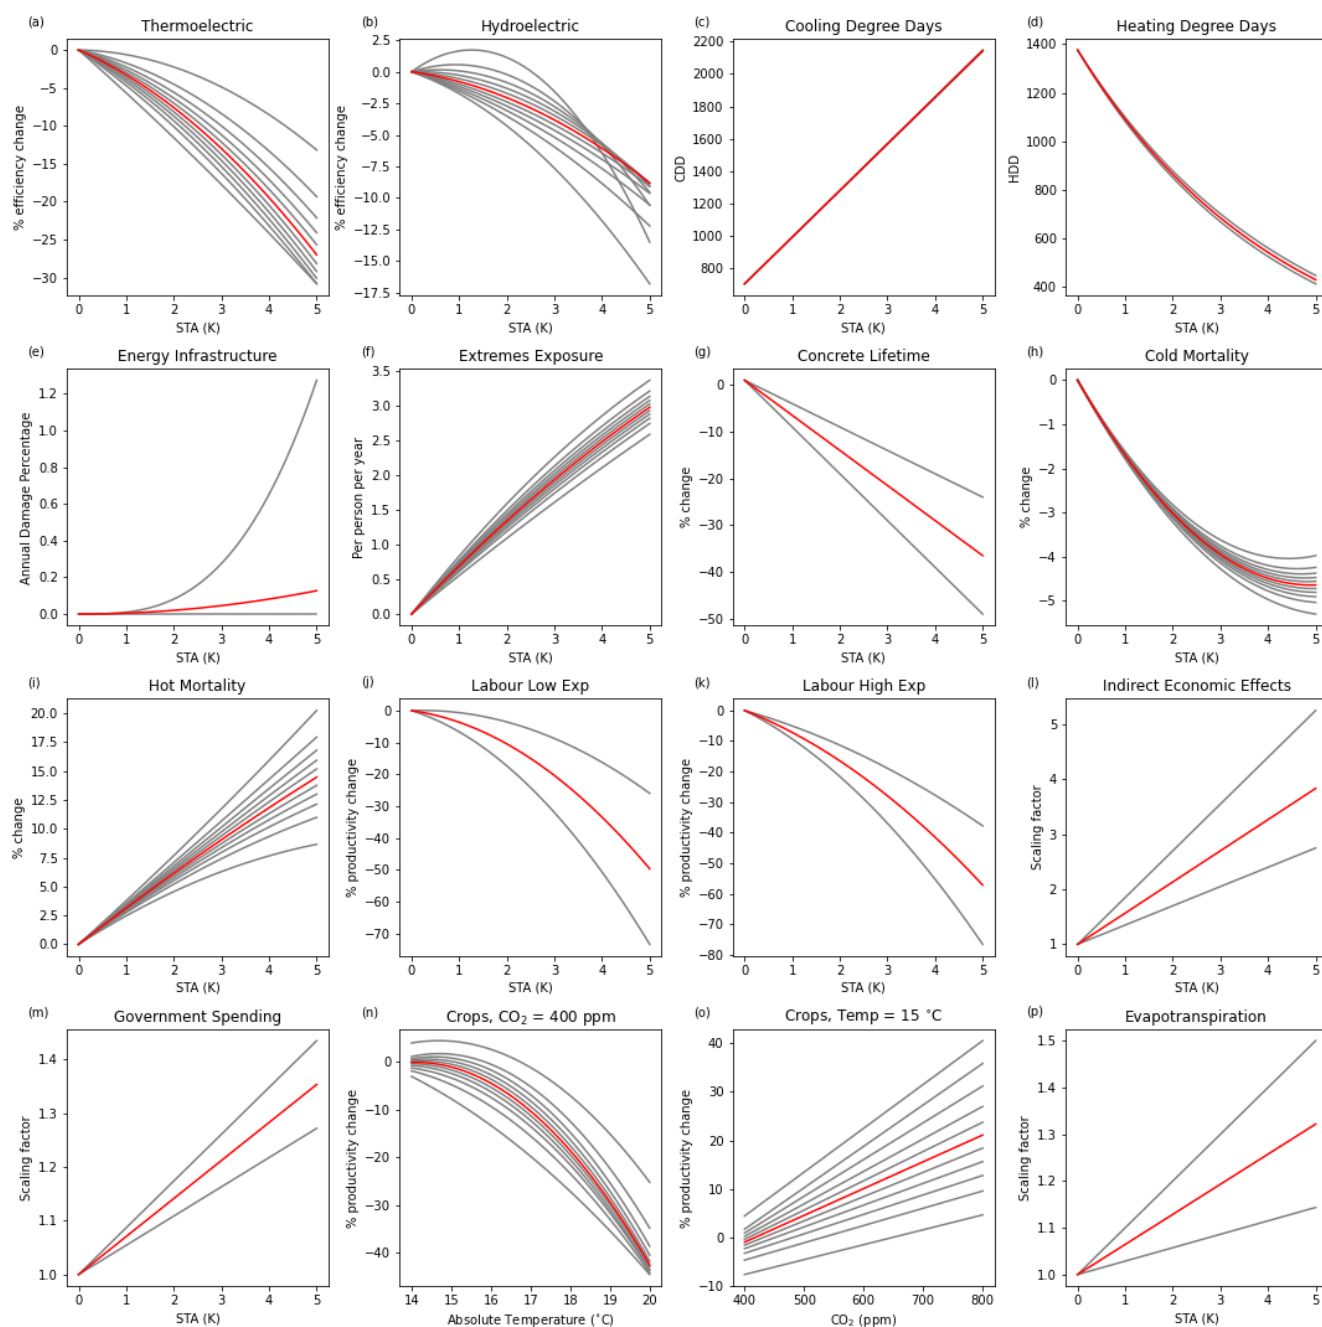 (a) Thermoelectric
% efficiency change
0
−5
−10
−15
−20
−25
−30
0 1 2 3 4 5
STA (K)
(b) Hydroelectric
% efficiency change
2.5
0.0
−2.5
−5.0
−7.5
−10.0
−12.5
−15.0
−17.5
0 1 2 3 4 5
STA (K)
(c) Cooling Degree Days
CDD
2200
2000
1800
1600
1400
1200
1000
800
0 1 2 3 4 5
STA (K)
(d) Heating Degree Days
HDD
1400
1200
1000
800
600
400
0 1 2 3 4 5
STA (K)
(e) Energy Infrastructure
Annual Damage Percentage
1.2
1.0
0.8
0.6
0.4
0.2
0.0
0 1 2 3 4 5
STA (K)
(f) Extremes Exposure
Per person per year
3.5
3.0
2.5
2.0
1.5
1.0
0.5
0.0
0 1 2 3 4 5
STA (K)
(g) Concrete Lifetime
% change
0
−10
−20
−30
−40
−50
0 1 2 3 4 5
STA (K)
(h) Cold Mortality
% change
0
−1
−2
−3
−4
−5
0 1 2 3 4 5
STA (K)
(i) Hot Mortality
% change
20.0
17.5
15.0
12.5
10.0
7.5
5.0
2.5
0.0
0 1 2 3 4 5
STA (K)
(j) Labour Low Exp
% productivity change
0
−10
−20
−30
−40
−50
−60
−70
0 1 2 3 4 5
STA (K)
(k) Labour High Exp
% productivity change
0
−10
−20
−30
−40
−50
−60
−70
−80
0 1 2 3 4 5
STA (K)
(l) Indirect Economic Effects
Scaling factor
5
4
3
2
1
0 1 2 3 4 5
STA (K)
(m) Government Spending
Scaling factor
1.4
1.3
1.2
1.1
1.0
0 1 2 3 4 5
STA (K)
(n) Crops, CO₂ = 400 ppm
% productivity change
0
−10
−20
−30
−40
14 15 16 17 18 19 20
Absolute Temperature (˚C)
(o) Crops, Temp = 15 ˚C
% productivity change
40
30
20
10
0
−10
400 500 600 700 800
CO₂ (ppm)
(p) Evapotranspiration
Scaling factor
1.5
1.4
1.3
1.2
1.1
1.0
0 1 2 3 4 5
STA (K)